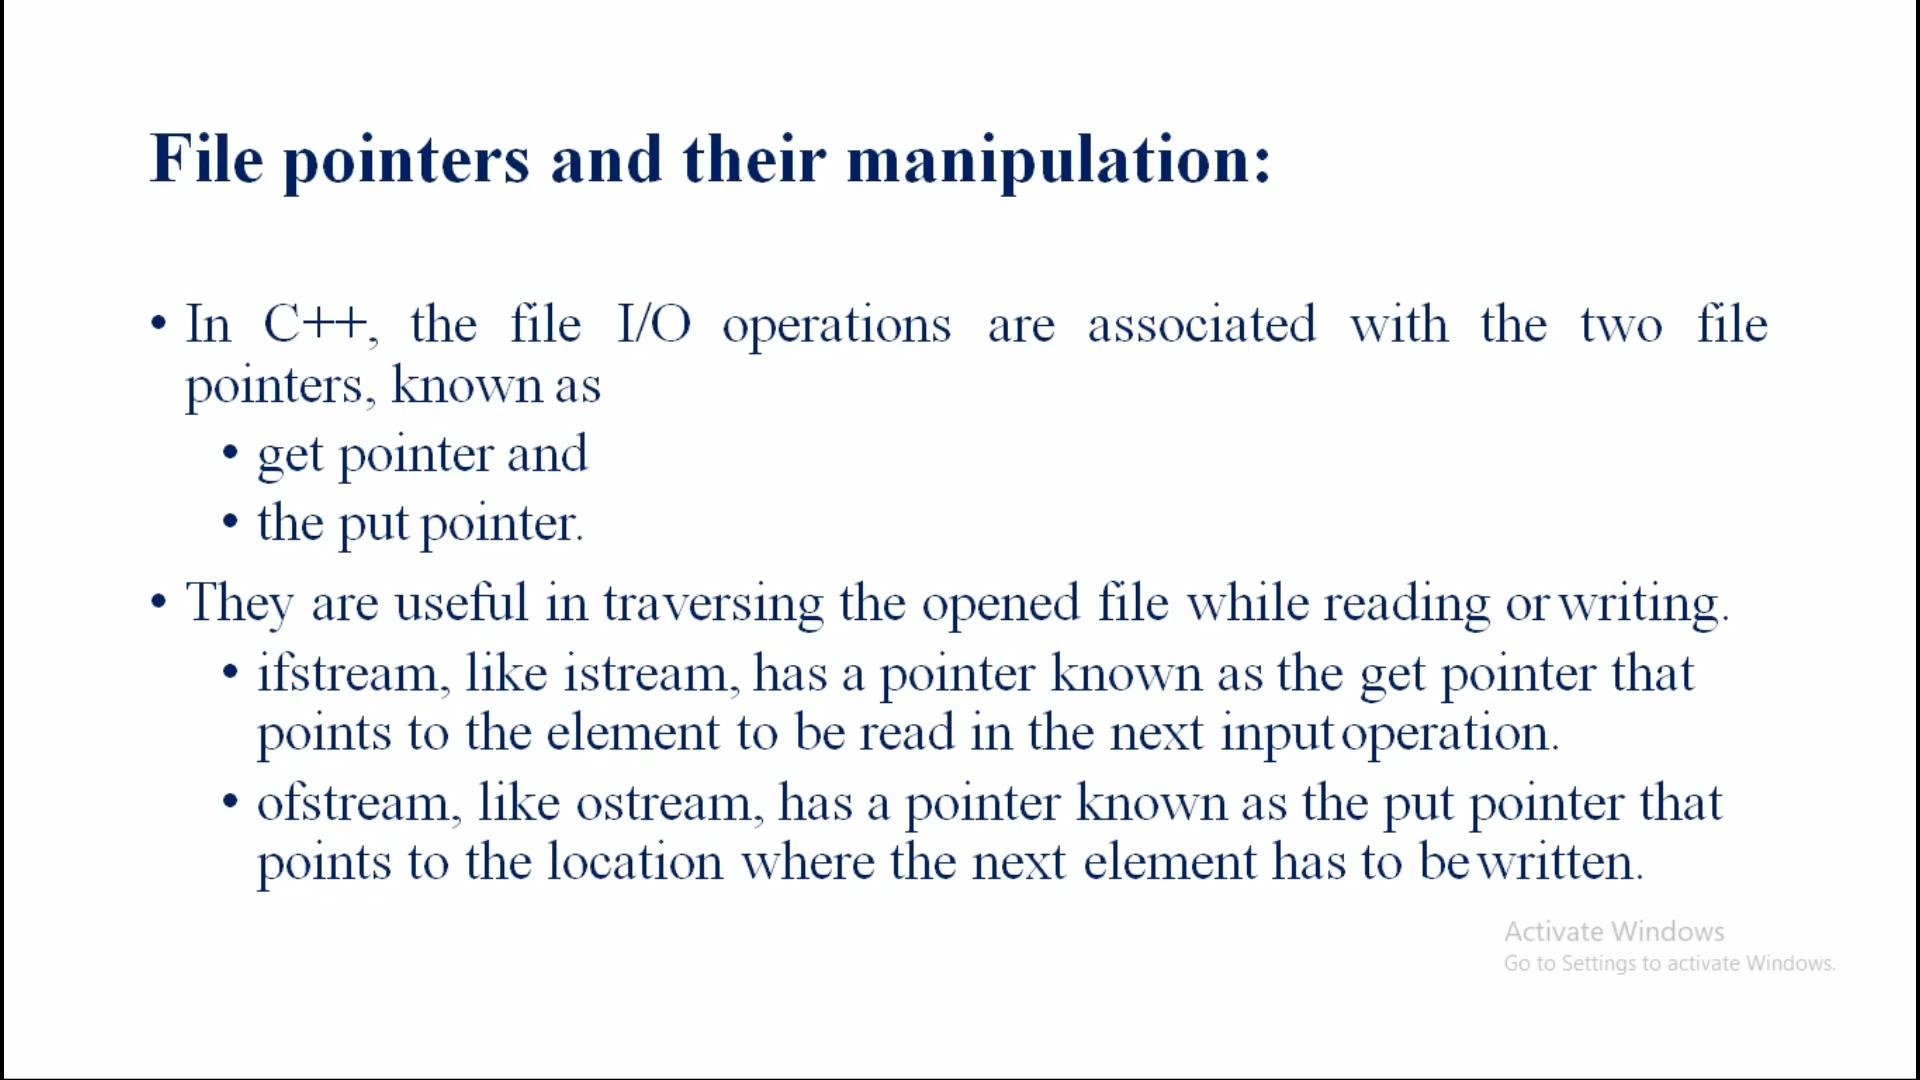 File pointers and their manipulation:
• In C++, the file I/O operations are associated with the two file
pointers, known as
• get pointer and
• the put pointer.
• They are useful in traversing the opened file while reading or writing.
• ifstream, like istream, has a pointer known as the get pointer that
points to the element to be read in the next input operation.
• ofstream, like ostream, has a pointer known as the put pointer that
points to the location where the next element has to be written.
Activate Windows
Go to Settings to activate Windows.